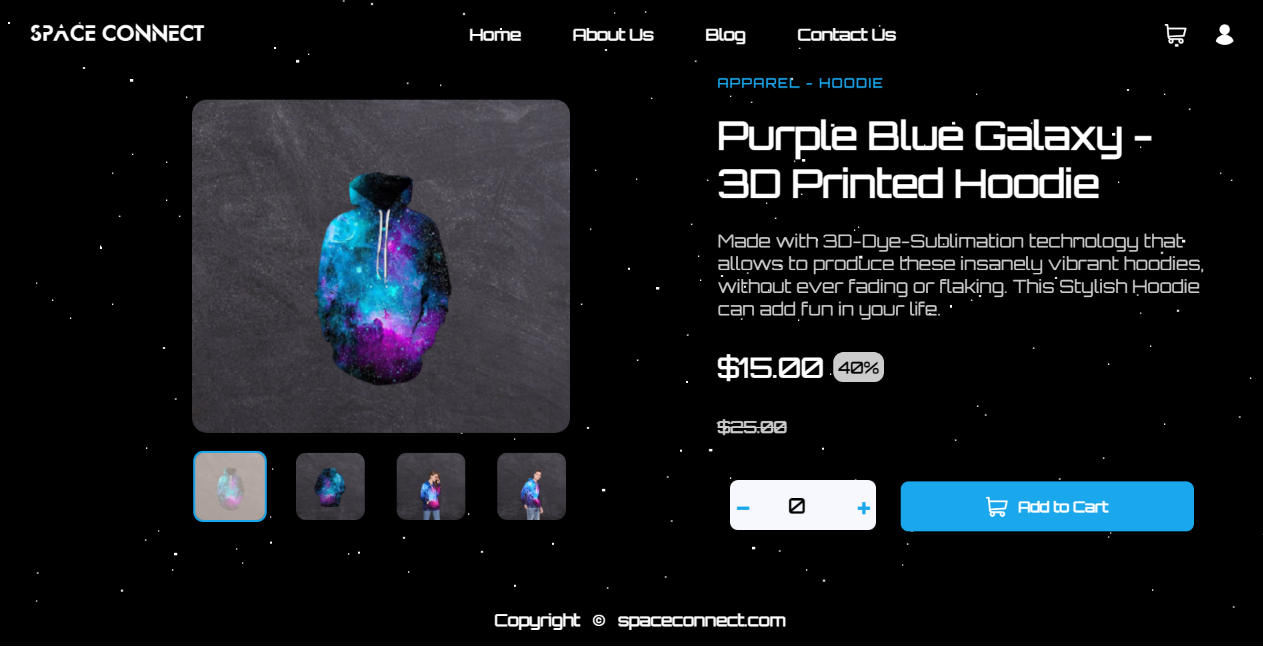 SPACE CONNECT
Home
About Us
Blog
Contact Us
APPAREL - HOODIE
Purple Blue Galaxy -
3D Printed Hoodie
Made with 3D-Dye-Sublimation technology that
allows to produce these insanely vibrant hoodies,
without ever fading or flaking. This Stylish Hoodie
can add fun in your life.
$15.00 40%
$25.00
- 0 +
Add to Cart
Copyright © spaceconnect.com